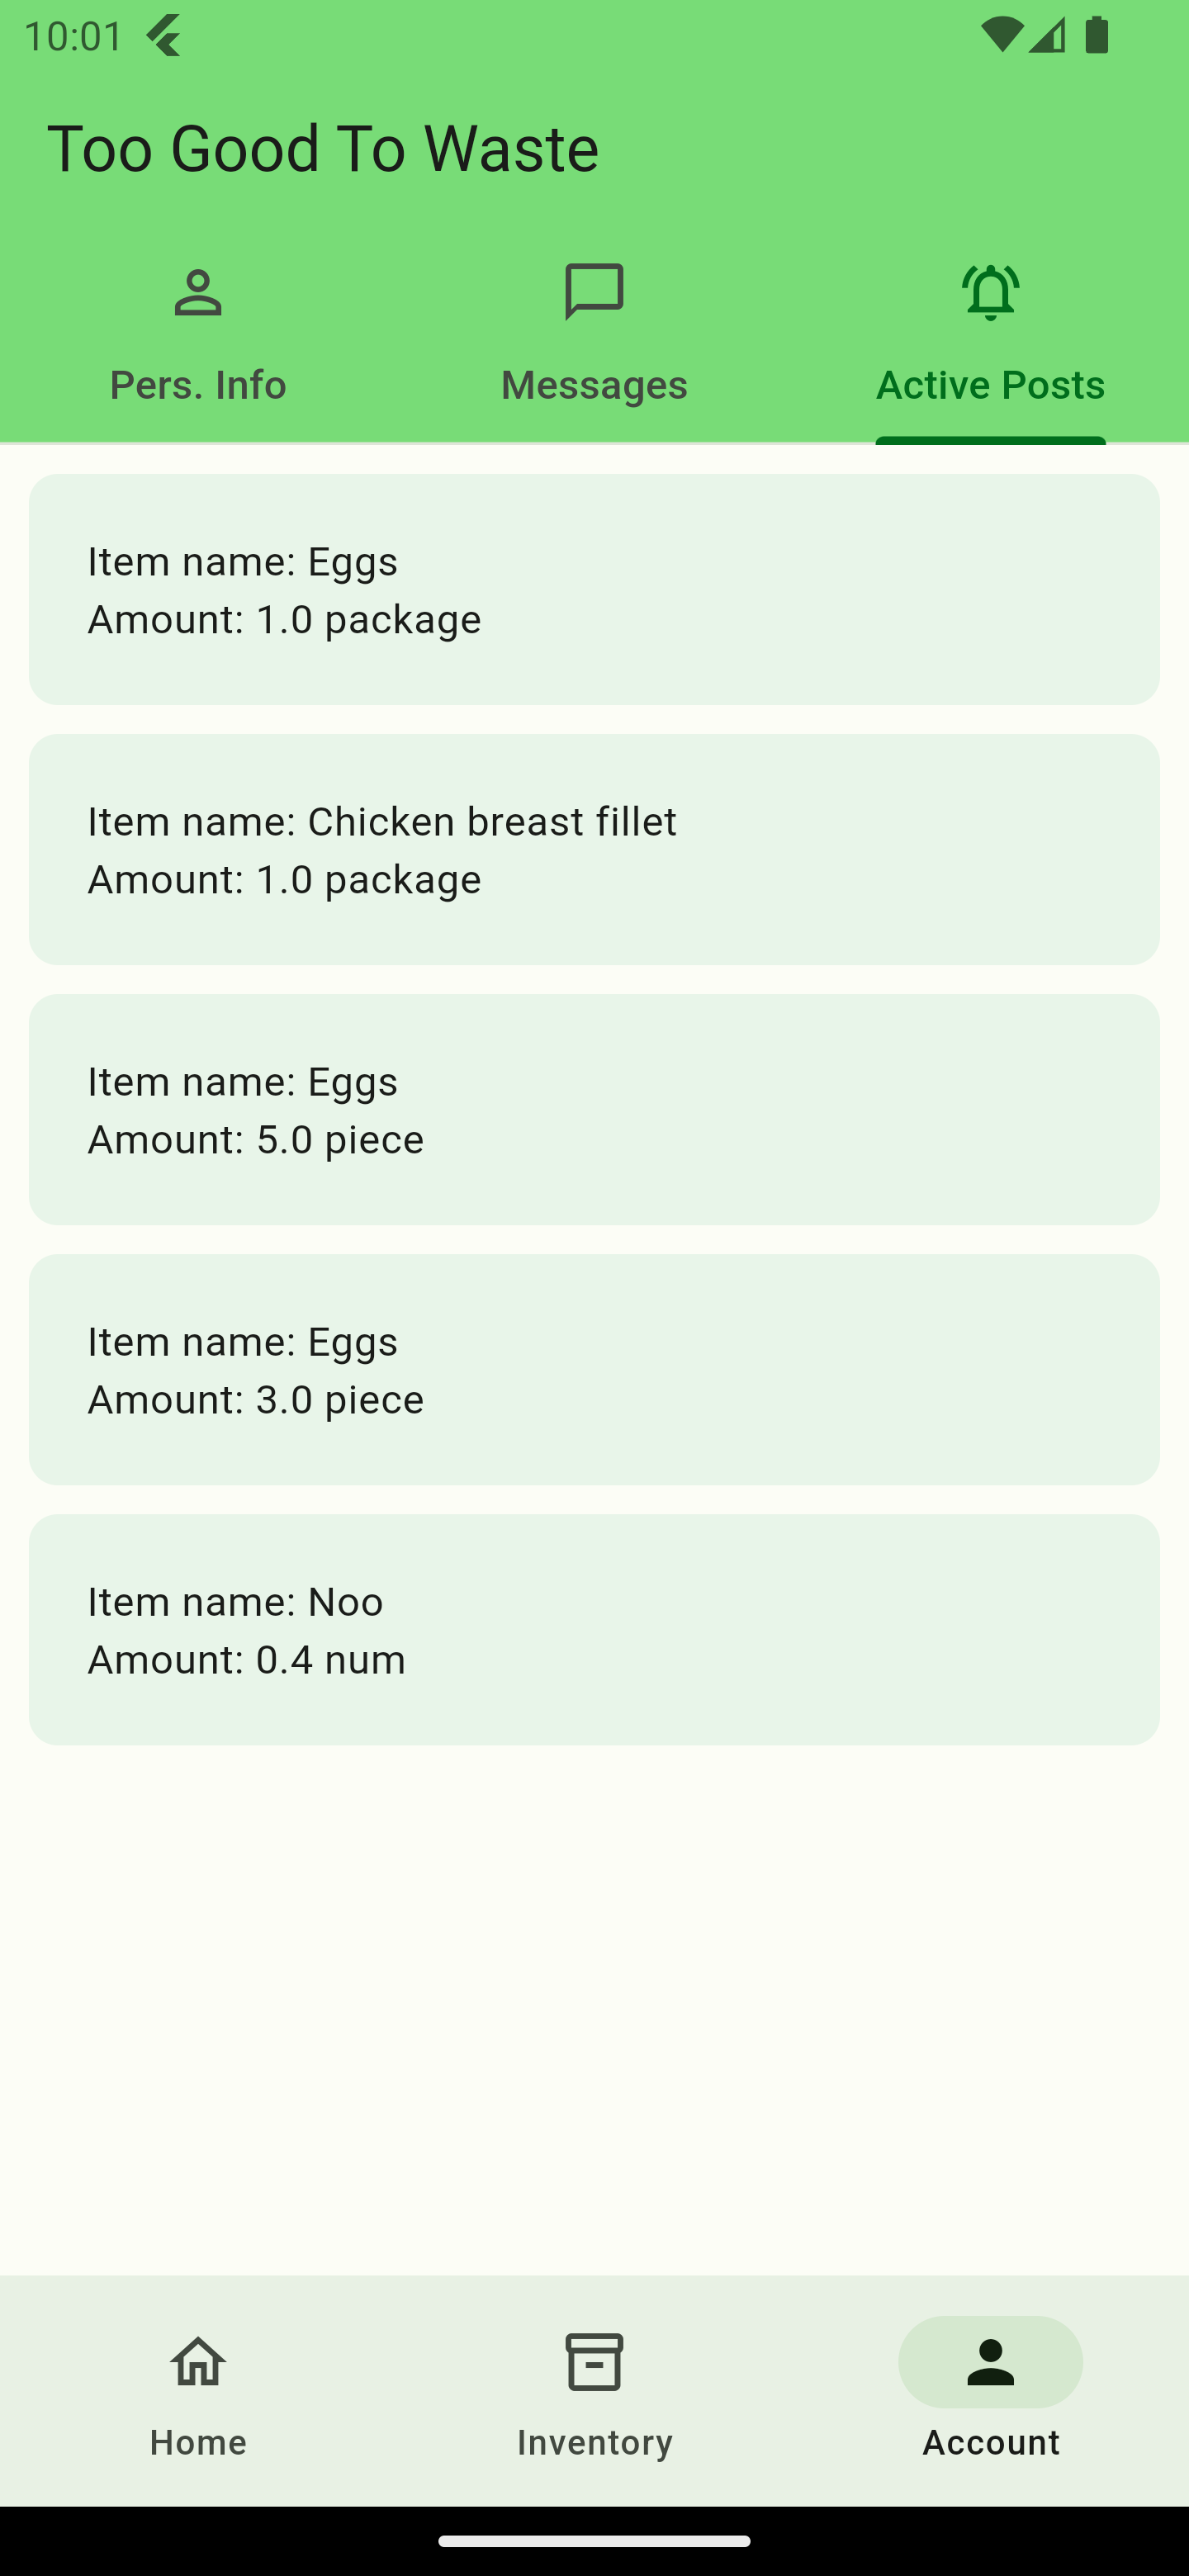 10:01
Too Good To Waste
Pers. Info
Messages
Active Posts
Item name: Eggs
Amount: 1.0 package
Item name: Chicken breast fillet
Amount: 1.0 package
Item name: Eggs
Amount: 5.0 piece
Item name: Eggs
Amount: 3.0 piece
Item name: Noo
Amount: 0.4 num
Home
Inventory
Account